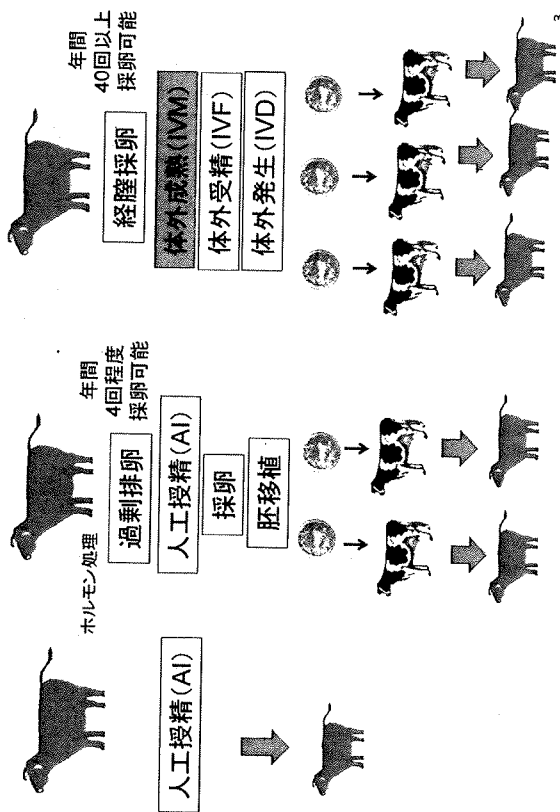 人工授精(AI)
ホルモン処理
年間
4回程度
採卵可能
過剰排卵
人工授精(AI)
採卵
胚移植
年間
40回以上
採卵可能
経膣採卵
体外成熟(IVM)
体外受精(IVF)
体外発生(IVD)
3